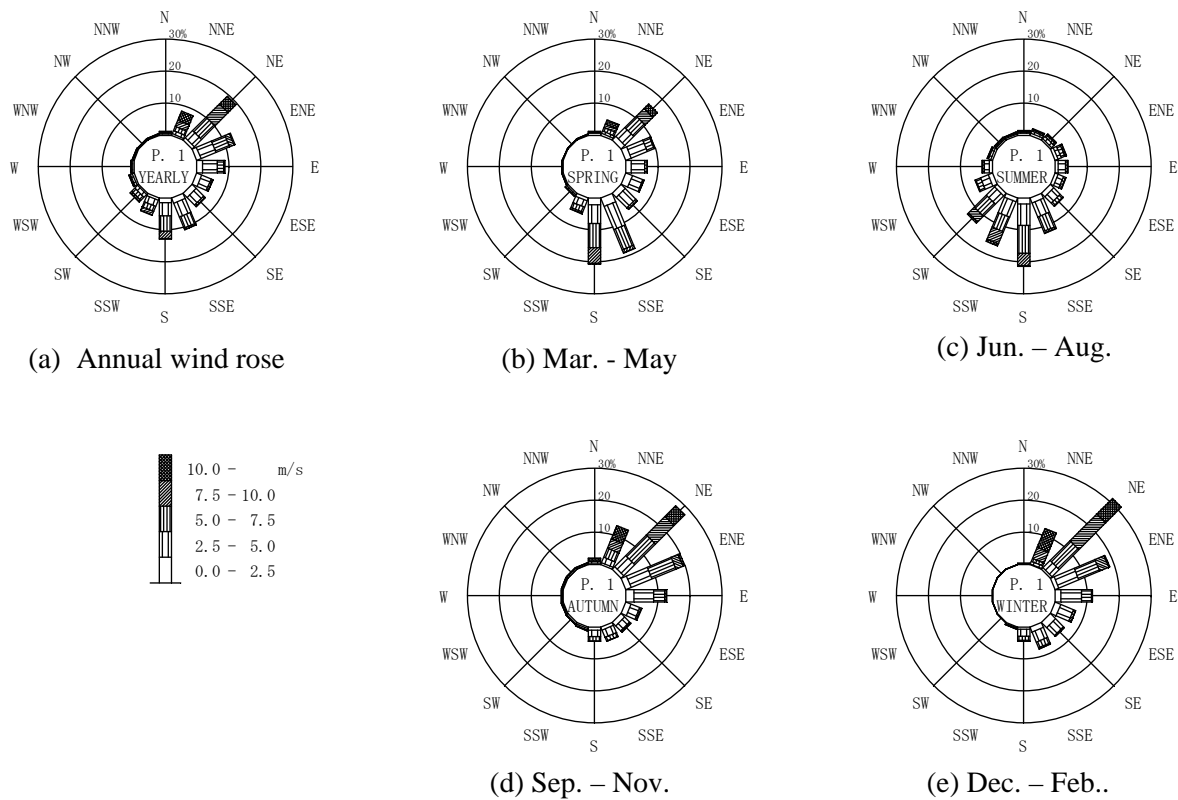 N
NNW 30% NNE
NW 20 NE
WNW 10 ENE
W P. 1 E
YEARLY
WSW ESE
SW SE
SSW SSE
S
(a) Annual wind rose
N
NNW 30% NNE
NW 20 NE
WNW 10 ENE
W P. 1 E
SPRING
WSW ESE
SW SE
SSW SSE
S
(b) Mar. - May
N
NNW 30% NNE
NW 20 NE
WNW 10 ENE
W P. 1 E
SUMMER
WSW ESE
SW SE
SSW SSE
S
(c) Jun. – Aug.
10.0 - m/s
7.5 - 10.0
5.0 - 7.5
2.5 - 5.0
0.0 - 2.5
N
NNW 30% NNE
NW 20 NE
WNW 10 ENE
W P. 1 E
AUTUMN
WSW ESE
SW SE
SSW SSE
S
(d) Sep. – Nov.
N
NNW 30% NNE
NW 20 NE
WNW 10 ENE
W P. 1 E
WINTER
WSW ESE
SW SE
SSW SSE
S
(e) Dec. – Feb..